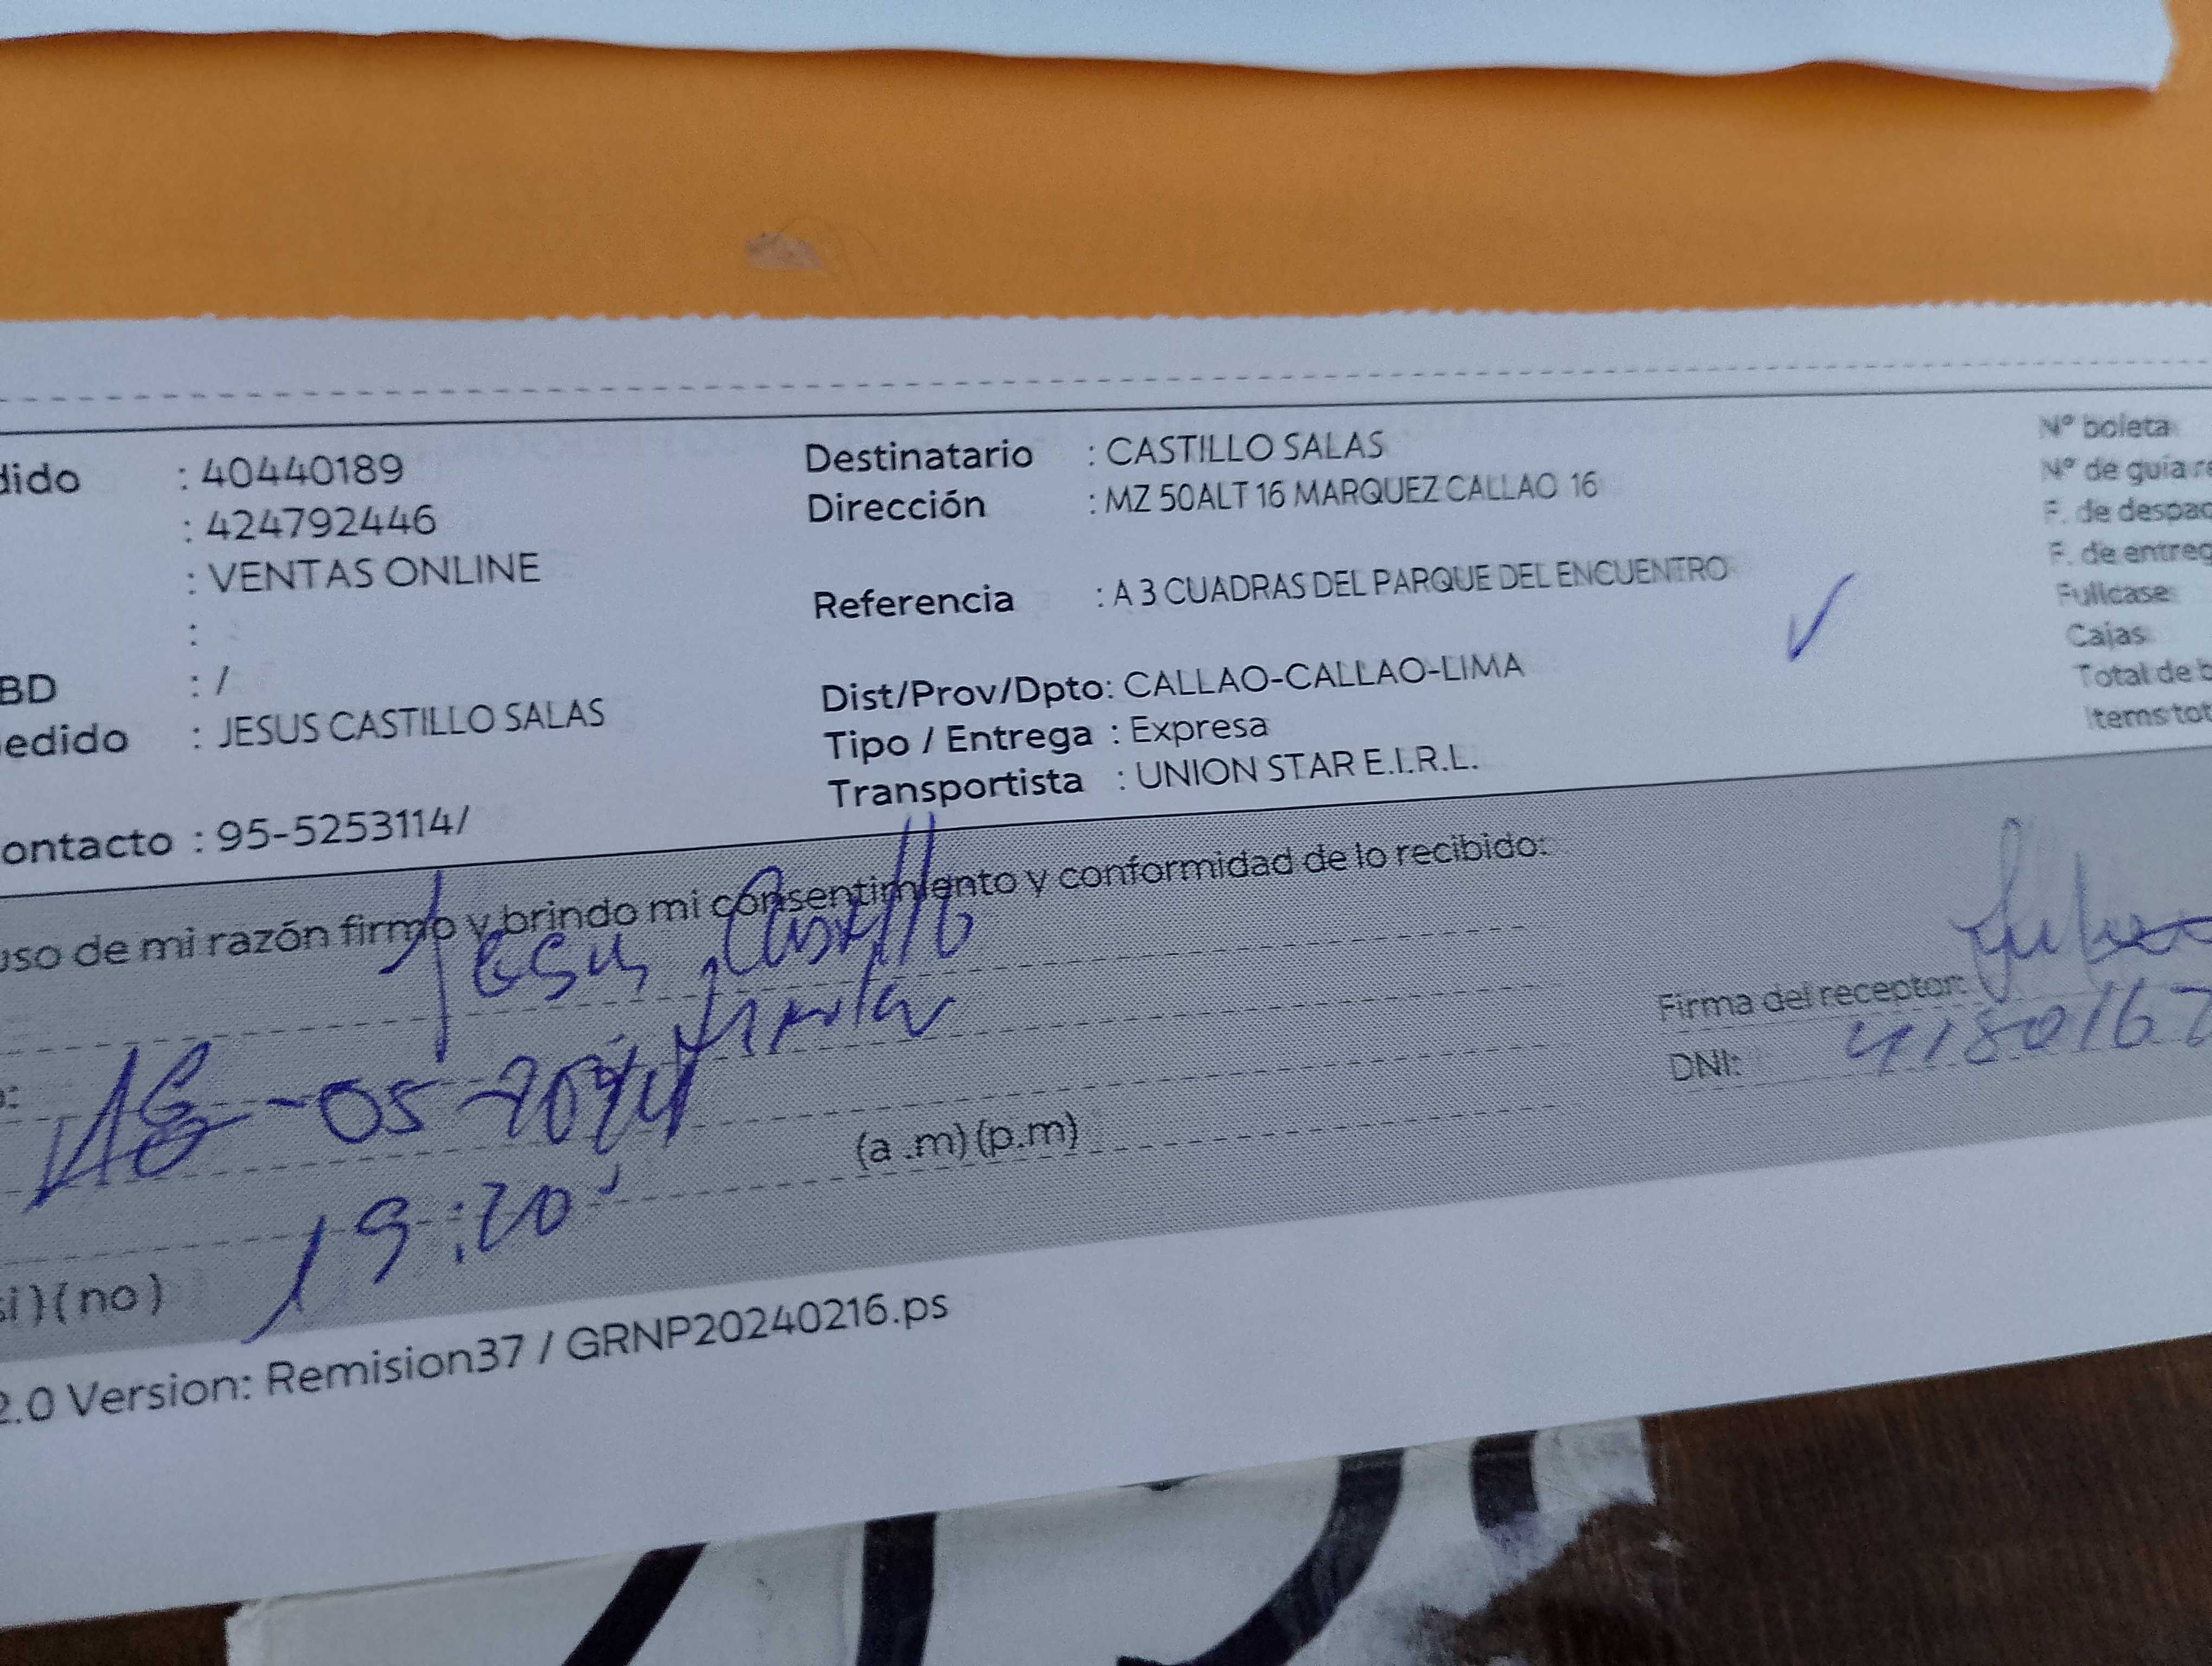 dido : 40440189
: 424792446
: VENTAS ONLINE
:
BD : /
edido : JESUS CASTILLO SALAS
ontacto : 95-5253114/
Destinatario : CASTILLO SALAS
Dirección : MZ 50ALT 16 MARQUEZ CALLAO 16
Referencia : A 3 CUADRAS DEL PARQUE DEL ENCUENTRO
Dist/Prov/Dpto: CALLAO-CALLAO-LIMA
Tipo / Entrega : Expresa
Transportista : UNION STAR E.I.R.L.
Nº boleta
Nº de guía re
F. de despac
F. de entreg
Fullcase
Cajas
Total de b
Items tot
uso de mi razón firmo y brindo mi consentimiento y conformidad de lo recibido:
Jesus Castillo
-05-2024
19:20
(a .m) (p.m)
Firma del receptor:
DNI: 4180167
si ) ( no )
2.0 Version: Remision37 / GRNP20240216.ps